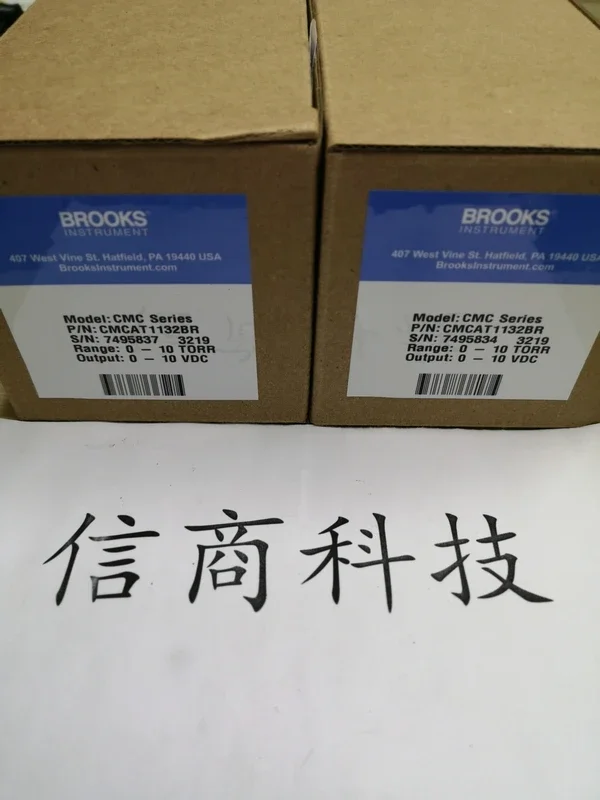 BROOKS
INSTRUMENT
407 West Vine St. Hatfield, PA 19440 USA
BrooksInstrument.com
Model: CMC Series
P/N: CMCAT1132BR
S/N: 7495837 3219
Range: 0 – 10 TORR
Output: 0 – 10 VDC
BROOKS
INSTRUMENT
407 West Vine St. Hatfield, PA 19440 USA
BrooksInstrument.com
Model: CMC Series
P/N: CMCAT1132BR
S/N: 7495834 3219
Range: 0 – 10 TORR
Output: 0 – 10 VDC
信商科技